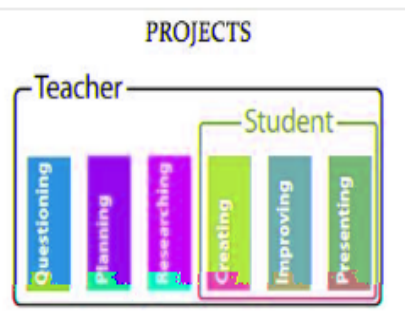 PROJECTS
Teacher
Student
Questioning
Planning
Researching
Creating
Improving
Presenting